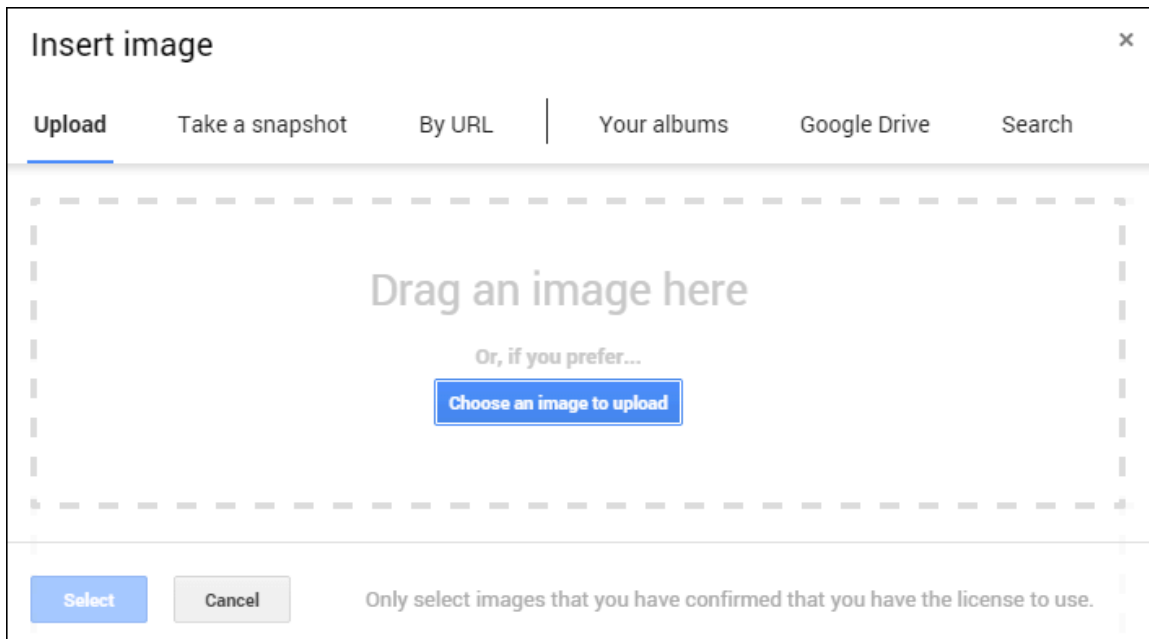 Insert image ×
Upload Take a snapshot By URL Your albums Google Drive Search
Drag an image here
Or, if you prefer...
Choose an image to upload
Select Cancel Only select images that you have confirmed that you have the license to use.